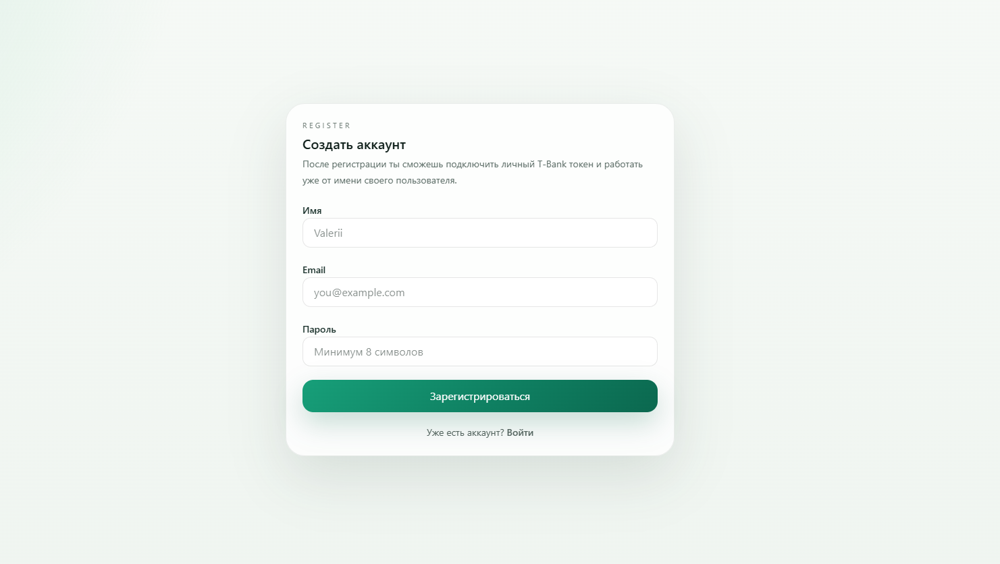 REGISTER
Создать аккаунт
После регистрации ты сможешь подключить личный T-Bank токен и работать
уже от имени своего пользователя.
Имя
Valerii
Email
you@example.com
Пароль
Минимум 8 символов
Зарегистрироваться
Уже есть аккаунт? Войти